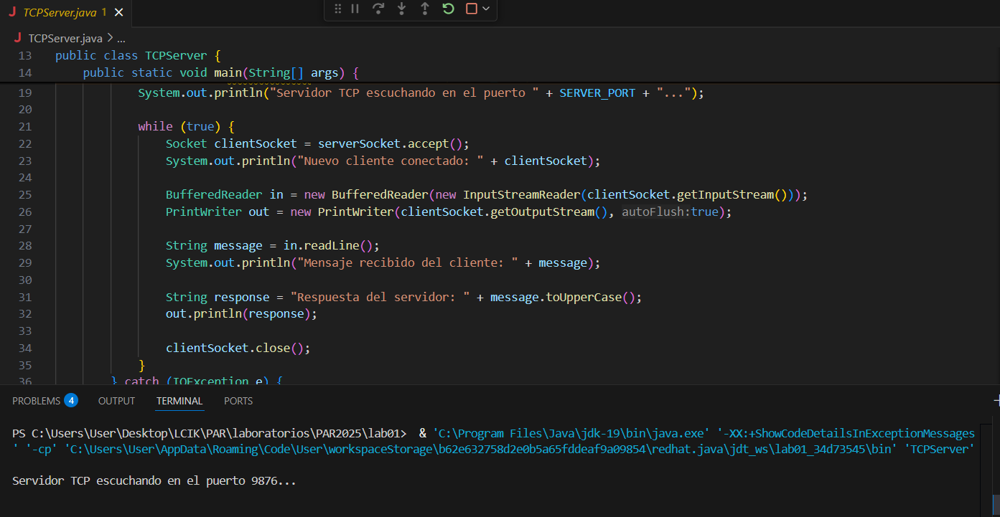 J TCPServer.java 1 ×
J TCPServer.java > ...
13 public class TCPServer {
14 public static void main(String[] args) {
19 System.out.println("Servidor TCP escuchando en el puerto " + SERVER_PORT + "...");
20
21 while (true) {
22 Socket clientSocket = serverSocket.accept();
23 System.out.println("Nuevo cliente conectado: " + clientSocket);
24
25 BufferedReader in = new BufferedReader(new InputStreamReader(clientSocket.getInputStream()));
26 PrintWriter out = new PrintWriter(clientSocket.getOutputStream(), autoFlush:true);
27
28 String message = in.readLine();
29 System.out.println("Mensaje recibido del cliente: " + message);
30
31 String response = "Respuesta del servidor: " + message.toUpperCase();
32 out.println(response);
33
34 clientSocket.close();
35 }
36 } catch (IOException e) {
PROBLEMS 4 OUTPUT TERMINAL PORTS
PS C:\Users\User\Desktop\LCIK\PAR\laboratorios\PAR2025\lab01> & 'C:\Program Files\Java\jdk-19\bin\java.exe' '-XX:+ShowCodeDetailsInExceptionMessages
' '-cp' 'C:\Users\User\AppData\Roaming\Code\User\workspaceStorage\b62e632758d2e0b5a65fddeaf9a09854\redhat.java\jdt_ws\lab01_34d73545\bin' 'TCPServer'
Servidor TCP escuchando en el puerto 9876...